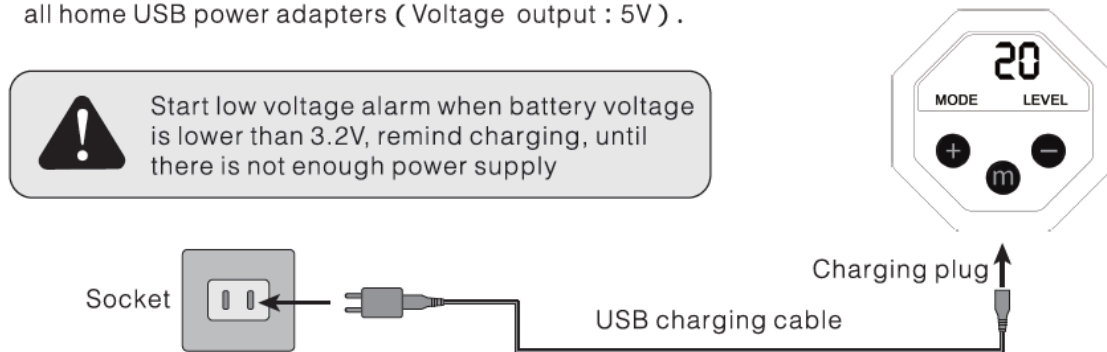 all home USB power adapters ( Voltage output : 5V ) .
Start low voltage alarm when battery voltage
is lower than 3.2V, remind charging, until
there is not enough power supply
20
MODE LEVEL
+ −
m
Charging plug
Socket
USB charging cable